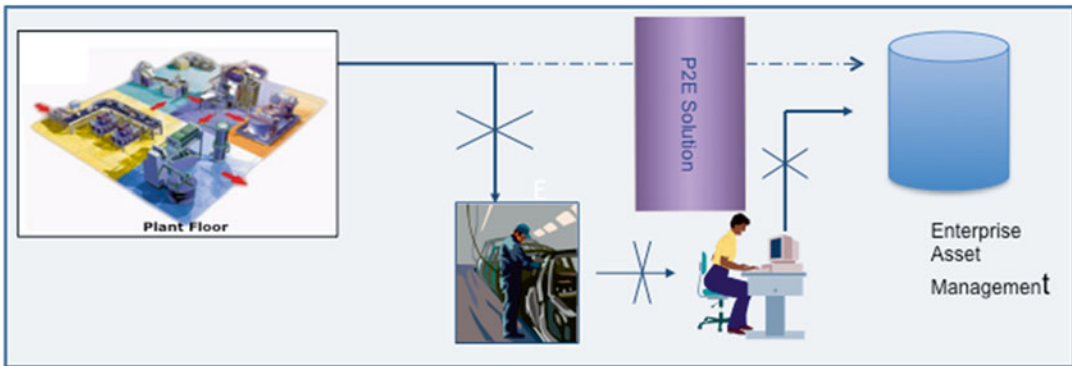 Plant Floor
P2E Solution
E
Enterprise
Asset
Management